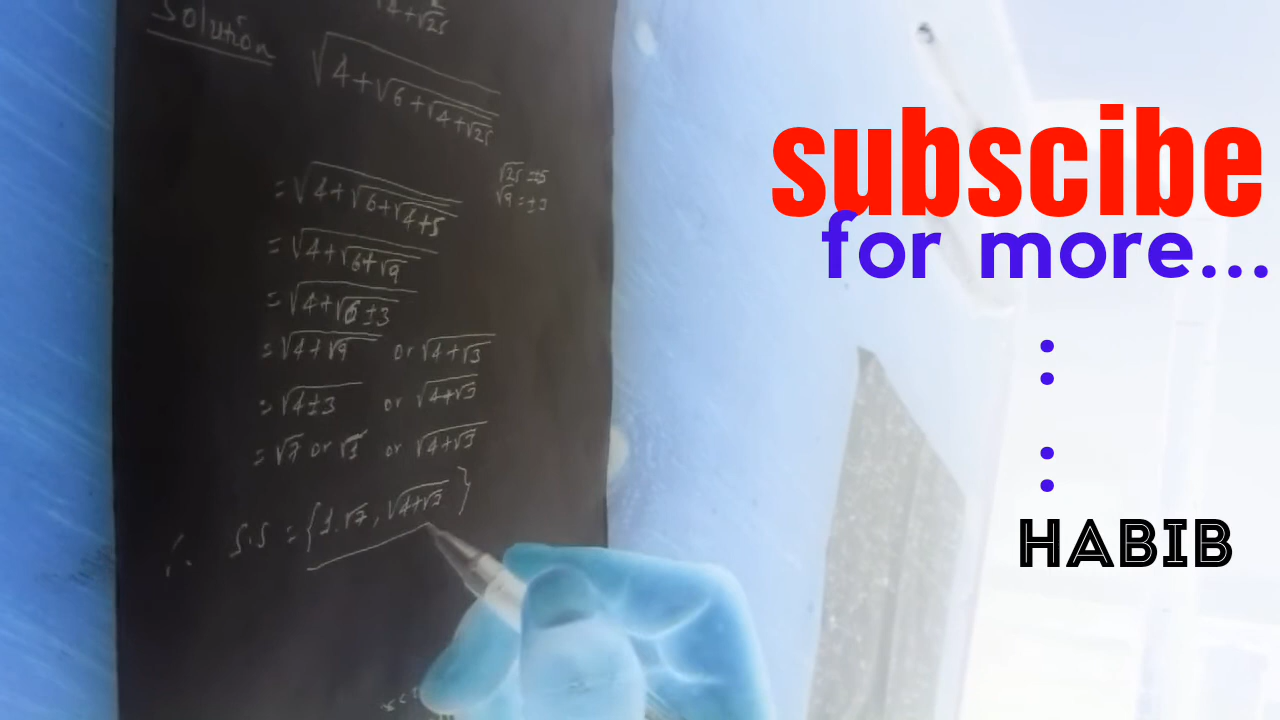 √4+√25
Solution
√4+√6+√4+√25
√25 = ±5
√9 = ±3
= √4+√6+√4+5
= √4+√6+√9
= √4+√6±3
= √4+√9 or √4+√3
= √4±3 or √4+√3
= √7 or √1 or √4+√3
∴ S.S = {1, √7, √4+√3}
subscibe
for more...
:
:
HABIB